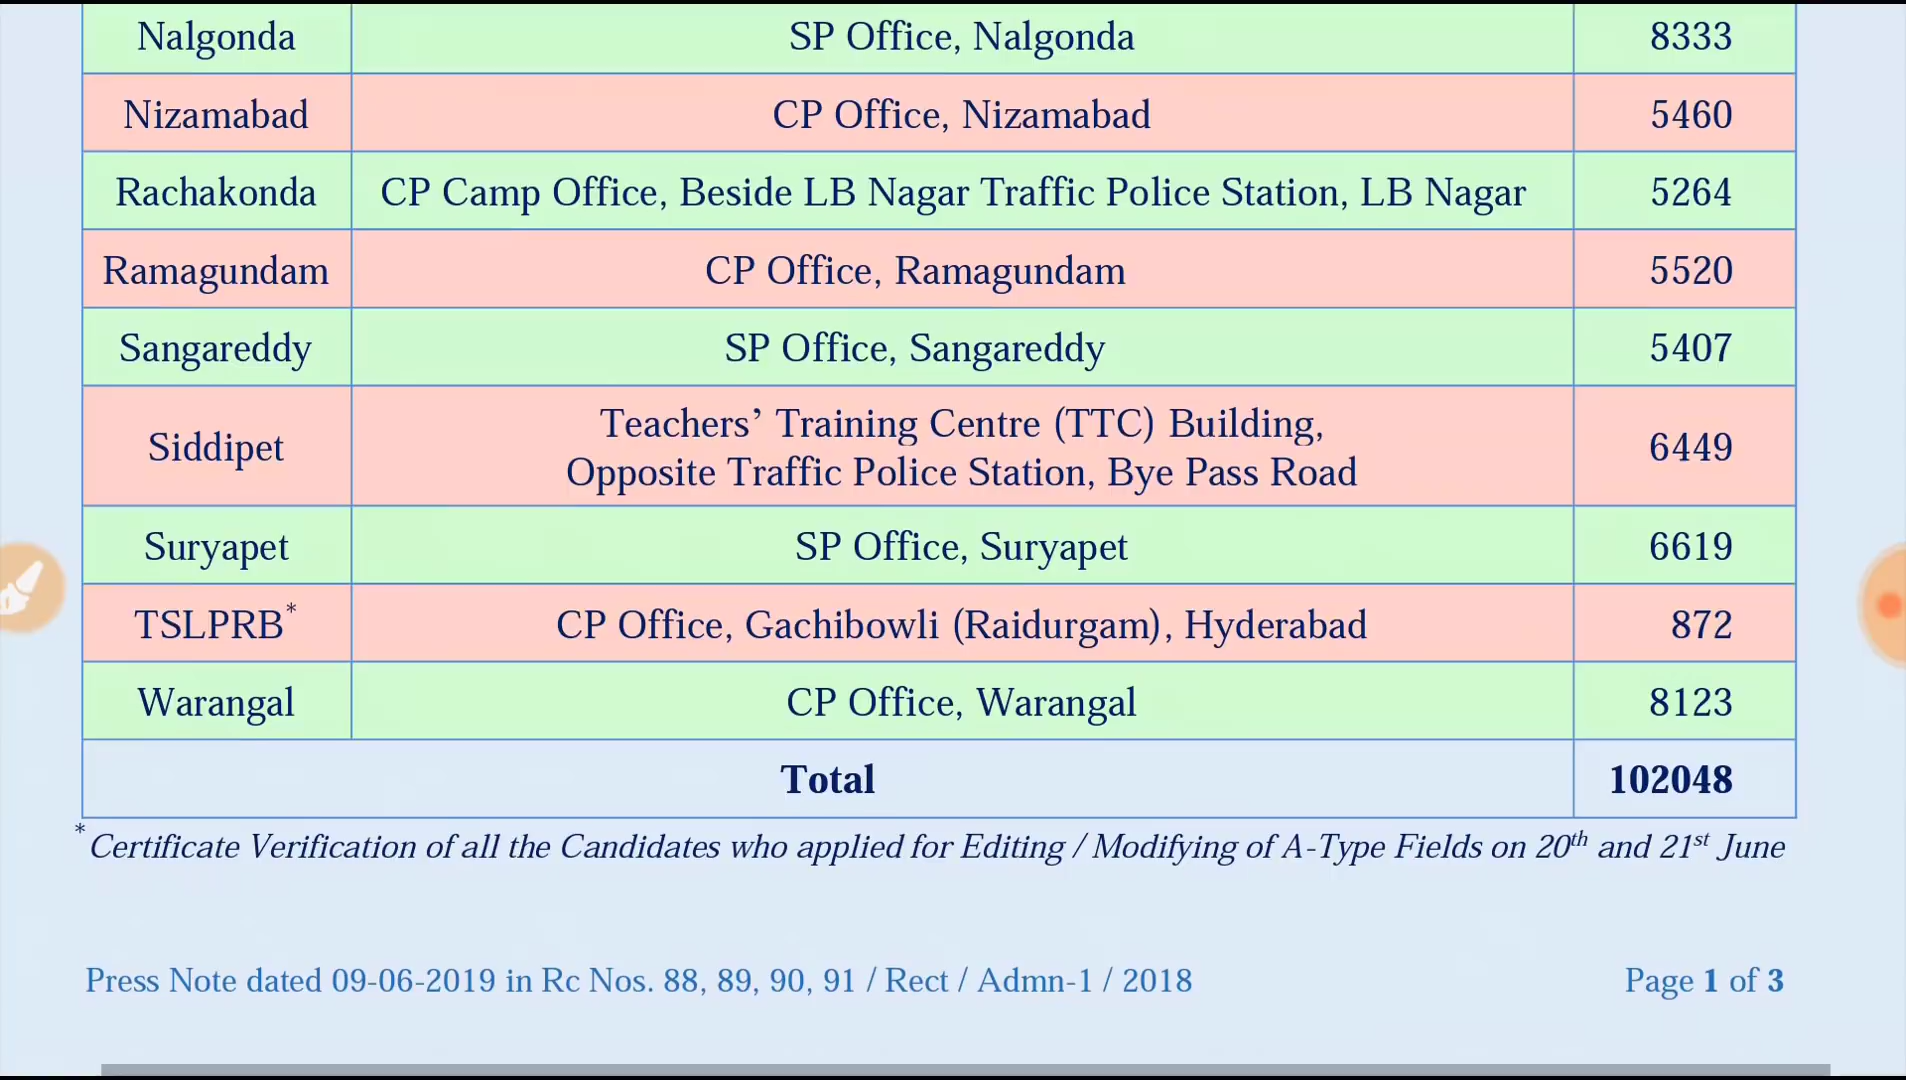 Nalgonda SP Office, Nalgonda 8333
Nizamabad CP Office, Nizamabad 5460
Rachakonda CP Camp Office, Beside LB Nagar Traffic Police Station, LB Nagar 5264
Ramagundam CP Office, Ramagundam 5520
Sangareddy SP Office, Sangareddy 5407
Siddipet Teachers’ Training Centre (TTC) Building,
Opposite Traffic Police Station, Bye Pass Road 6449
Suryapet SP Office, Suryapet 6619
TSLPRB* CP Office, Gachibowli (Raidurgam), Hyderabad 872
Warangal CP Office, Warangal 8123
Total 102048
* Certificate Verification of all the Candidates who applied for Editing / Modifying of A-Type Fields on 20th and 21st June
Press Note dated 09-06-2019 in Rc Nos. 88, 89, 90, 91 / Rect / Admn-1 / 2018 Page 1 of 3